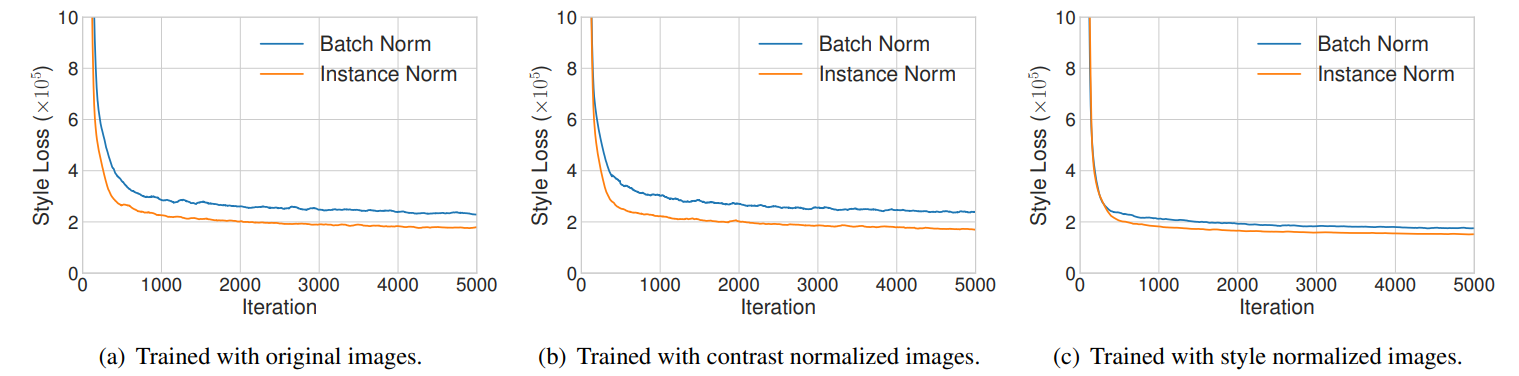 10
8
6
4
2
0
Style Loss (×10⁵)
Batch Norm
Instance Norm
0 1000 2000 3000 4000 5000
Iteration
(a) Trained with original images.
10
8
6
4
2
0
Style Loss (×10⁵)
Batch Norm
Instance Norm
0 1000 2000 3000 4000 5000
Iteration
(b) Trained with contrast normalized images.
10
8
6
4
2
0
Style Loss (×10⁵)
Batch Norm
Instance Norm
0 1000 2000 3000 4000 5000
Iteration
(c) Trained with style normalized images.